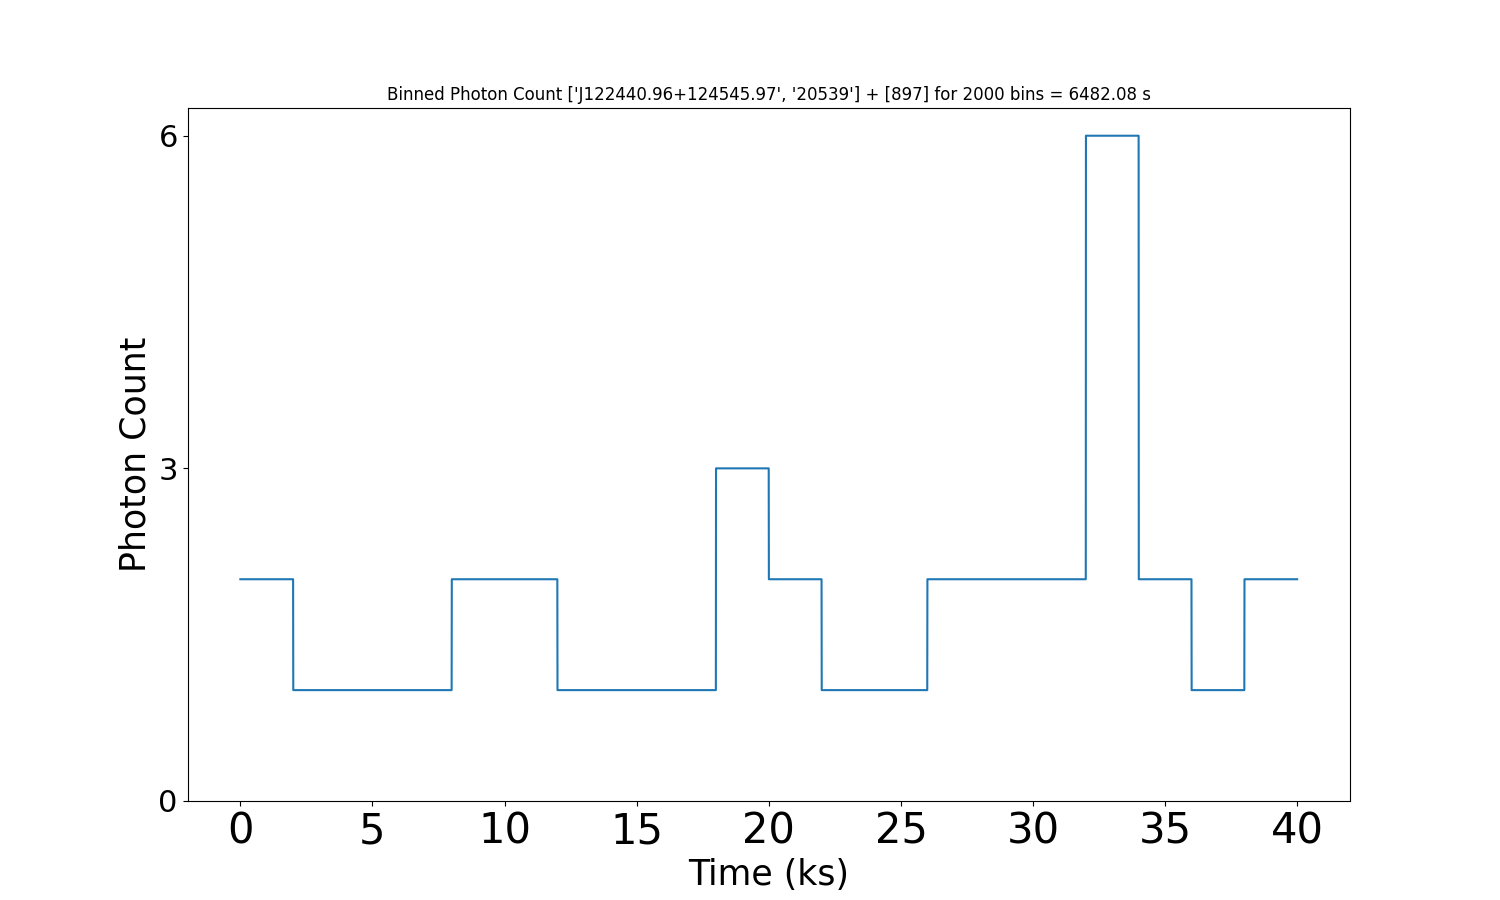 Binned Photon Count ['J122440.96+124545.97', '20539'] + [897] for 2000 bins = 6482.08 s
6
3
0
Photon Count
0 5 10 15 20 25 30 35 40
Time (ks)